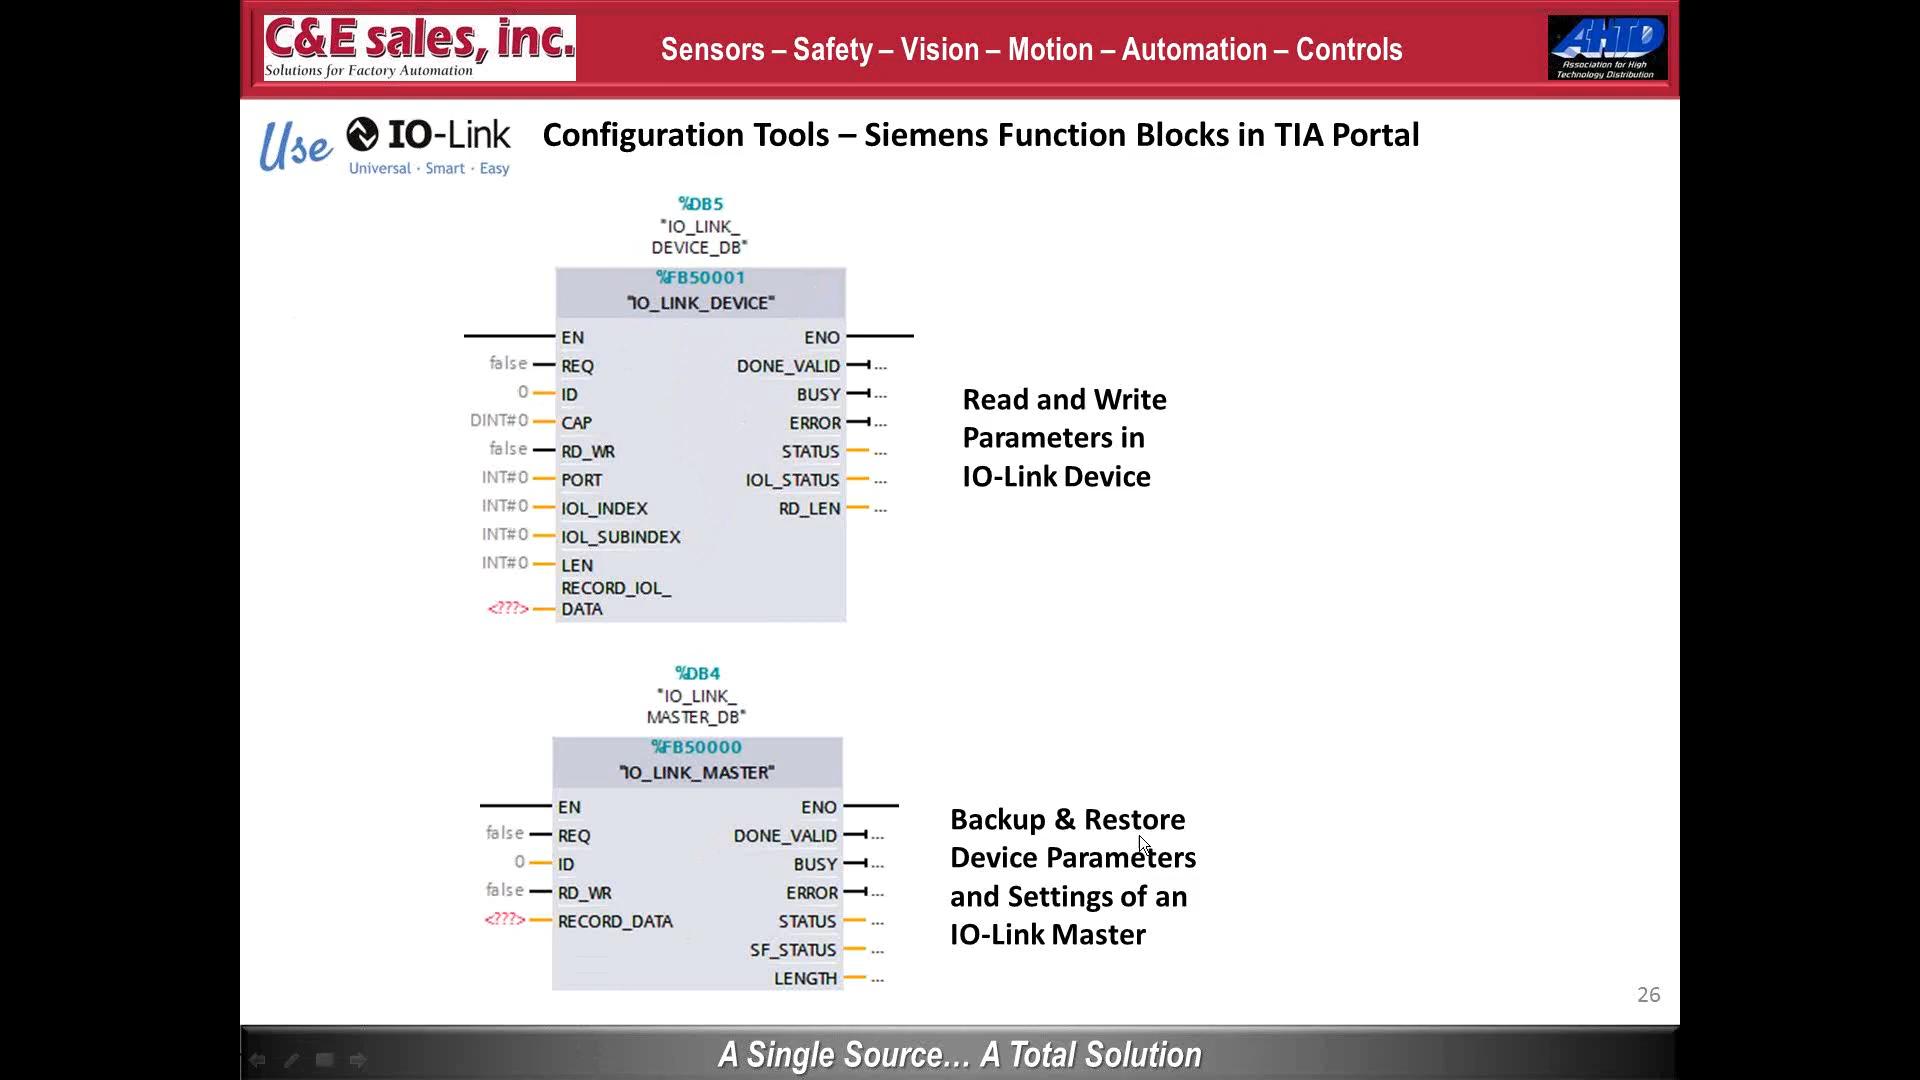 C&E sales, inc.
Solutions for Factory Automation
Sensors – Safety – Vision – Motion – Automation – Controls
AHTD
Association for High
Technology Distribution
Use IO-Link
Universal · Smart · Easy
Configuration Tools – Siemens Function Blocks in TIA Portal
%DB5
"IO_LINK_
DEVICE_DB"
%FB50001
"IO_LINK_DEVICE"
EN ENO
false REQ DONE_VALID ...
0 ID BUSY ...
DINT#0 CAP ERROR ...
false RD_WR STATUS ...
INT#0 PORT IOL_STATUS ...
INT#0 IOL_INDEX RD_LEN ...
INT#0 IOL_SUBINDEX
INT#0 LEN
RECORD_IOL_
<???> DATA
Read and Write
Parameters in
IO-Link Device
%DB4
"IO_LINK_
MASTER_DB"
%FB50000
"IO_LINK_MASTER"
EN ENO
false REQ DONE_VALID ...
0 ID BUSY ...
false RD_WR ERROR ...
<???> RECORD_DATA STATUS ...
SF_STATUS ...
LENGTH ...
Backup & Restore
Device Parameters
and Settings of an
IO-Link Master
26
A Single Source... A Total Solution